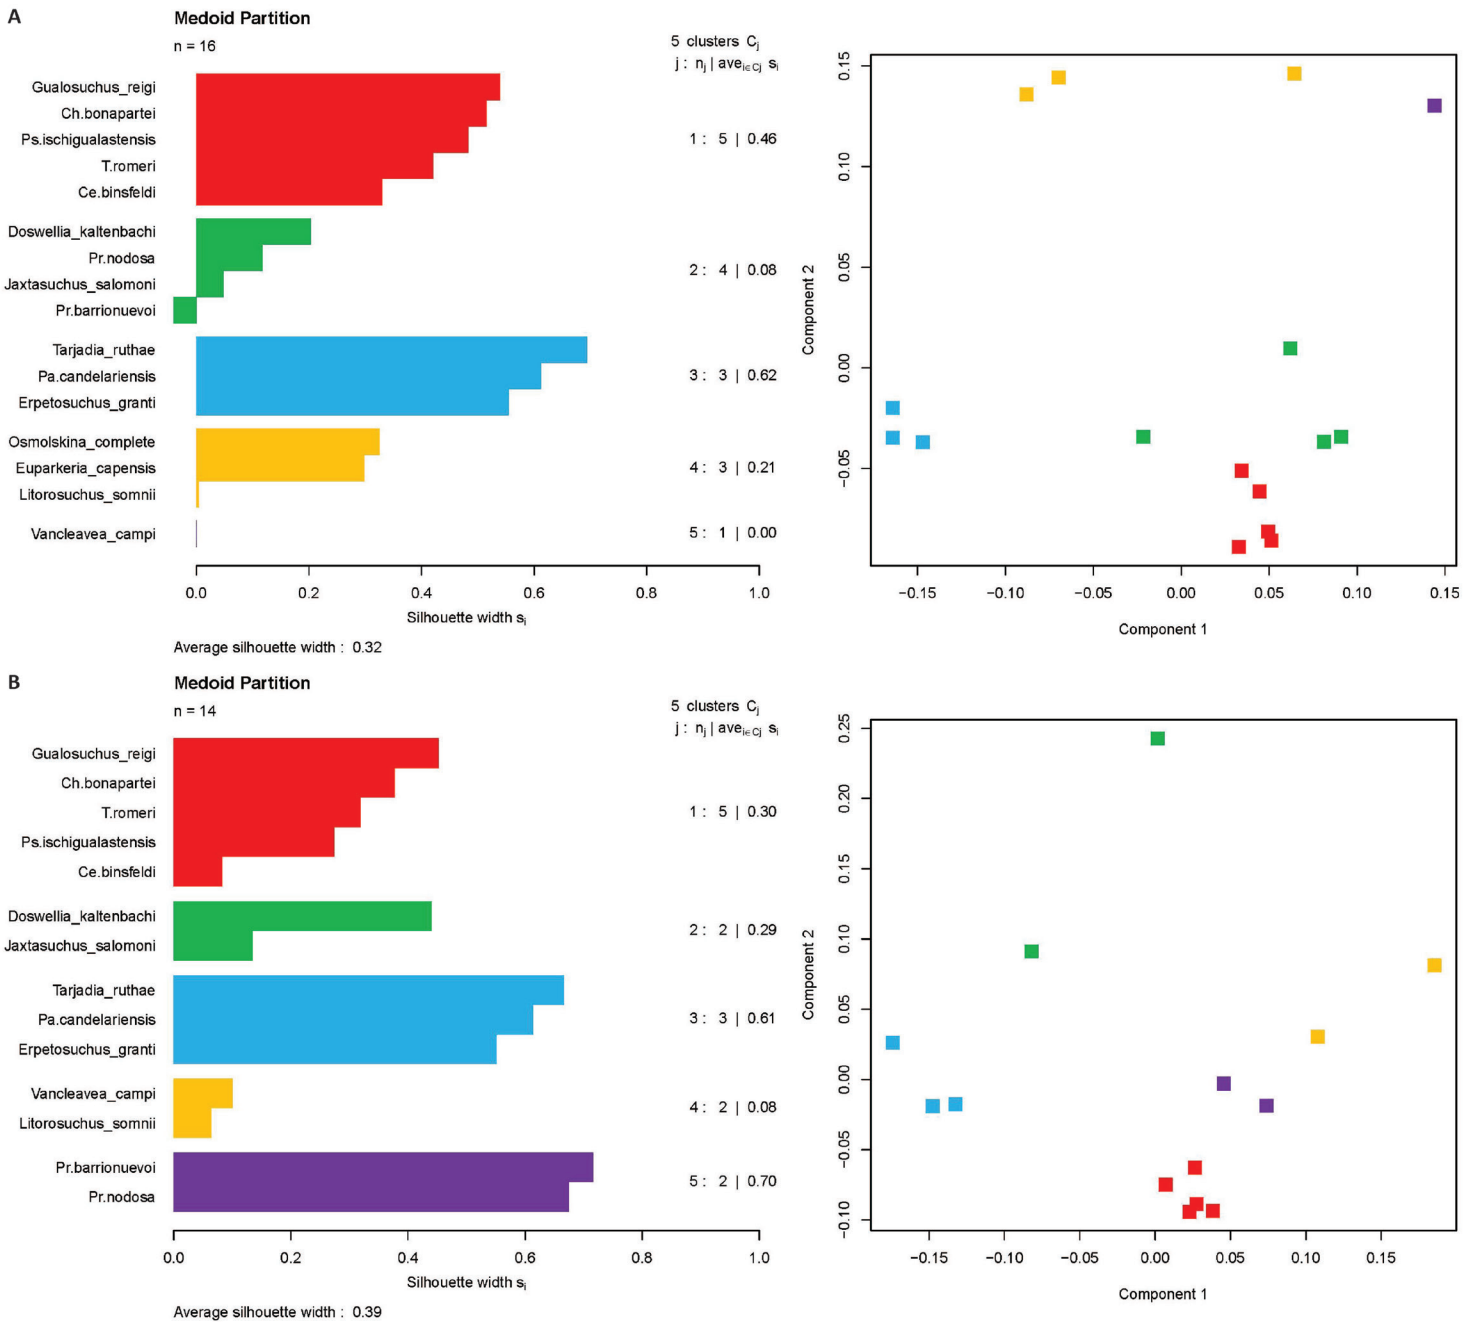 A
Medoid Partition
n = 16
5 clusters Cj
j : nj | avei∈Cj si
Gualosuchus_reigi
Ch.bonapartei
Ps.ischigualastensis
T.romeri
Ce.binsfeldi
1 : 5 | 0.46
Doswellia_kaltenbachi
Pr.nodosa
Jaxtasuchus_salomoni
Pr.barrionuevoi
2 : 4 | 0.08
Tarjadia_ruthae
Pa.candelariensis
Erpetosuchus_granti
3 : 3 | 0.62
Osmolskina_complete
Euparkeria_capensis
Litorosuchus_somnii
4 : 3 | 0.21
Vancleavea_campi
5 : 1 | 0.00
0.0 0.2 0.4 0.6 0.8 1.0
Silhouette width si
Average silhouette width : 0.32
Component 2
0.15
0.10
0.05
0.00
−0.05
−0.15 −0.10 −0.05 0.00 0.05 0.10 0.15
Component 1
B
Medoid Partition
n = 14
5 clusters Cj
j : nj | avei∈Cj si
Gualosuchus_reigi
Ch.bonapartei
T.romeri
Ps.ischigualastensis
Ce.binsfeldi
1 : 5 | 0.30
Doswellia_kaltenbachi
Jaxtasuchus_salomoni
2 : 2 | 0.29
Tarjadia_ruthae
Pa.candelariensis
Erpetosuchus_granti
3 : 3 | 0.61
Vancleavea_campi
Litorosuchus_somnii
4 : 2 | 0.08
Pr.barrionuevoi
Pr.nodosa
5 : 2 | 0.70
0.0 0.2 0.4 0.6 0.8 1.0
Silhouette width si
Average silhouette width : 0.39
Component 2
0.25
0.20
0.15
0.10
0.05
0.00
−0.05
−0.10
−0.15 −0.10 −0.05 0.00 0.05 0.10 0.15
Component 1